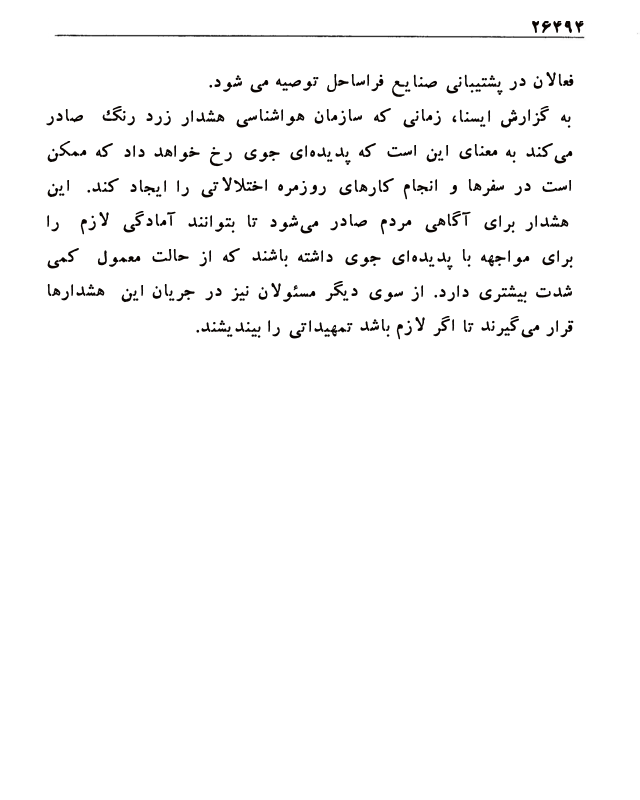 ۲۶۴۹۴
فعالان در پشتیبانی صنایع فراساحل توصیه می شود.
به گزارش ایسنا، زمانی که سازمان هواشناسی هشدار زرد رنگ صادر
می‌کند به معنای این است که پدیده‌ای جوی رخ خواهد داد که ممکن
است در سفرها و انجام کارهای روزمره اختلالاتی را ایجاد کند. این
هشدار برای آگاهی مردم صادر می‌شود تا بتوانند آمادگی لازم را
برای مواجهه با پدیده‌ای جوی داشته باشند که از حالت معمول کمی
شدت بیشتری دارد. از سوی دیگر مسئولان نیز در جریان این هشدارها
قرار می‌گیرند تا اگر لازم باشد تمهیداتی را بیندیشند.